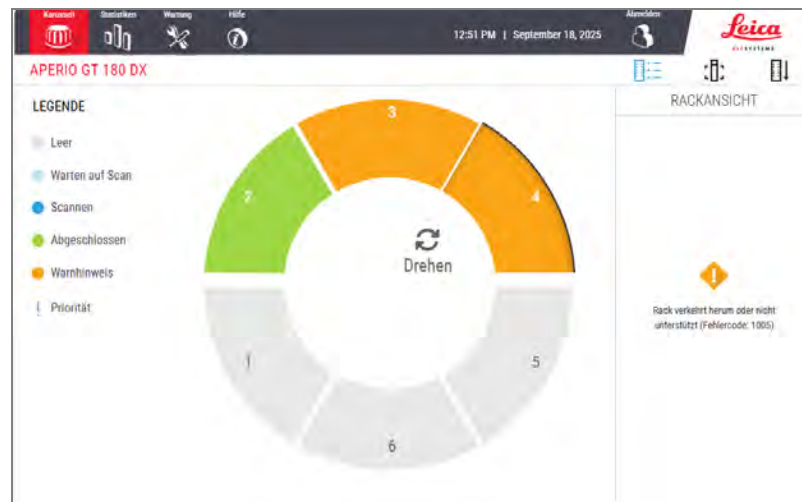 Karussell
Statistiken
Wartung
Hilfe
12:51 PM | September 18, 2025
Abmelden
Leica
BIOSYSTEMS
APERIO GT 180 DX
RACKANSICHT
LEGENDE
Leer
Warten auf Scan
Scannen
Abgeschlossen
Warnhinweis
! Priorität
3
2
4
Drehen
1
5
6
Rack verkehrt herum oder nicht
unterstützt (Fehlercode: 1005)